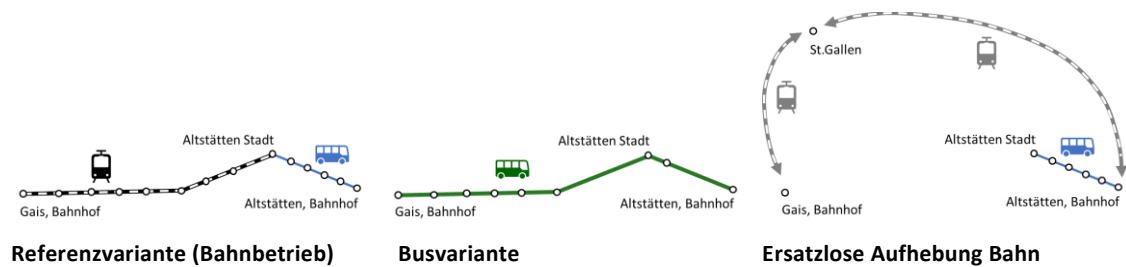 St.Gallen
Altstätten Stadt
Altstätten Stadt
Altstätten Stadt
Gais, Bahnhof
Altstätten, Bahnhof
Gais, Bahnhof
Altstätten, Bahnhof
Gais, Bahnhof
Altstätten, Bahnhof
Referenzvariante (Bahnbetrieb)
Busvariante
Ersatzlose Aufhebung Bahn